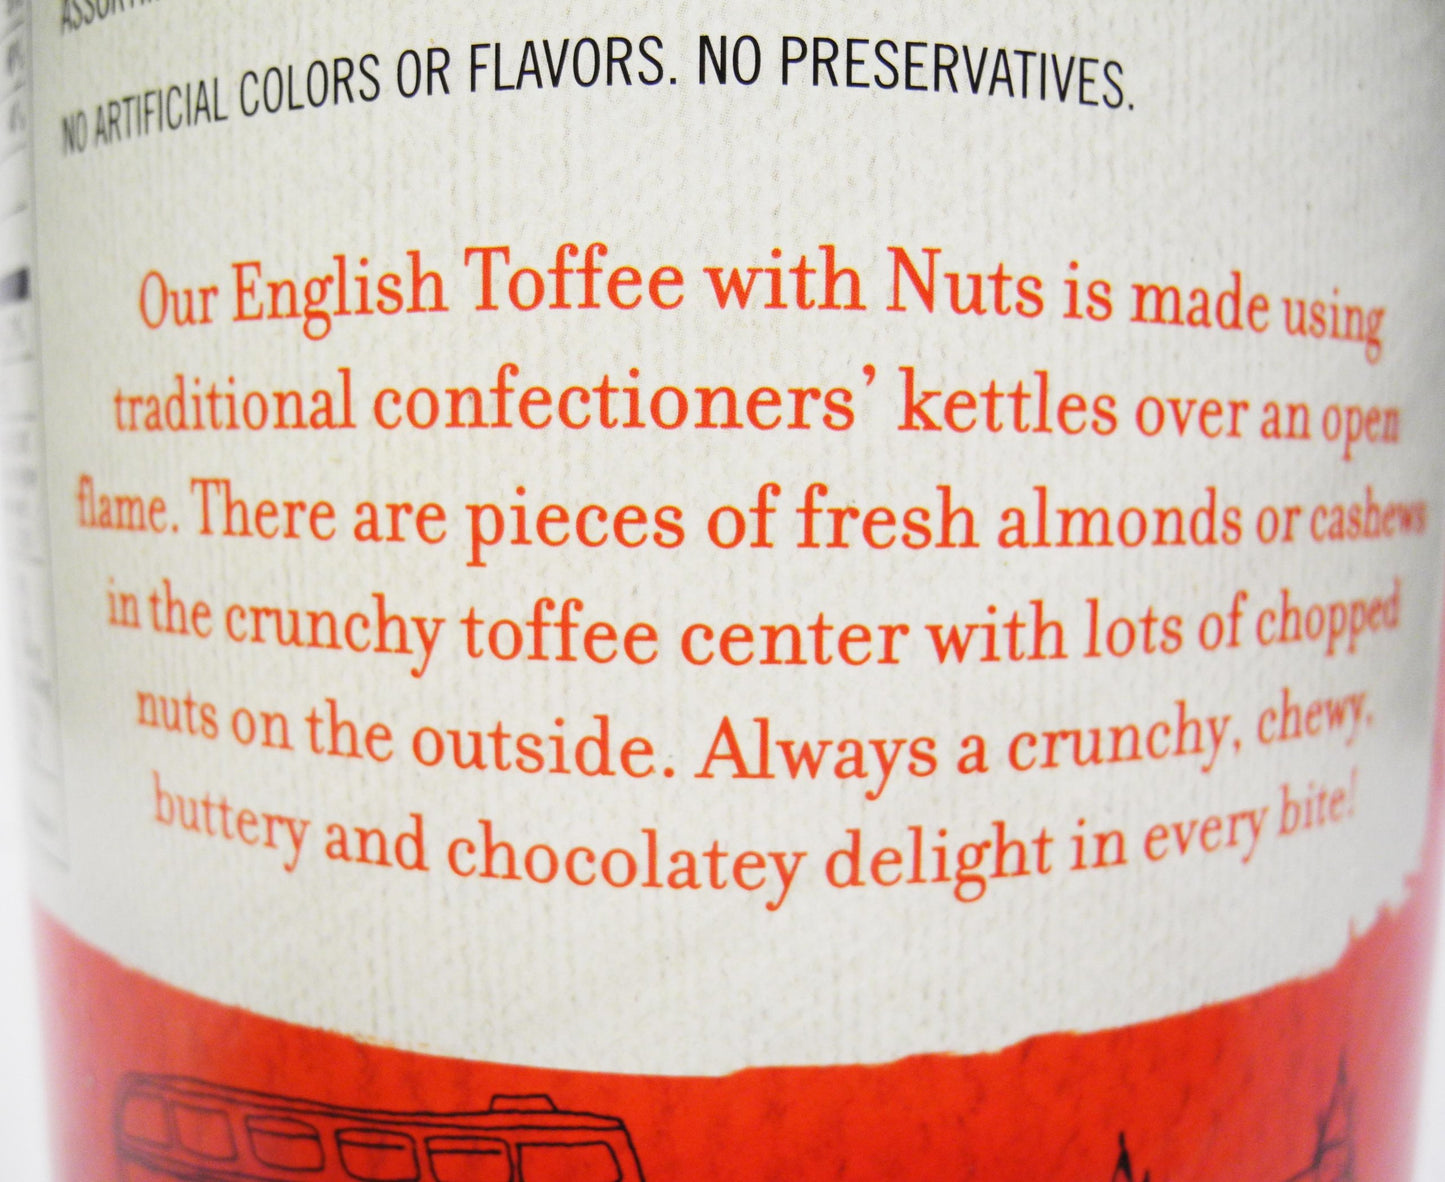 NO ARTIFICIAL COLORS OR FLAVORS. NO PRESERVATIVES.
Our English Toffee with Nuts is made using
traditional confectioners’ kettles over an open
flame. There are pieces of fresh almonds or cashews
in the crunchy toffee center with lots of chopped
nuts on the outside. Always a crunchy, chewy,
buttery and chocolatey delight in every bite!